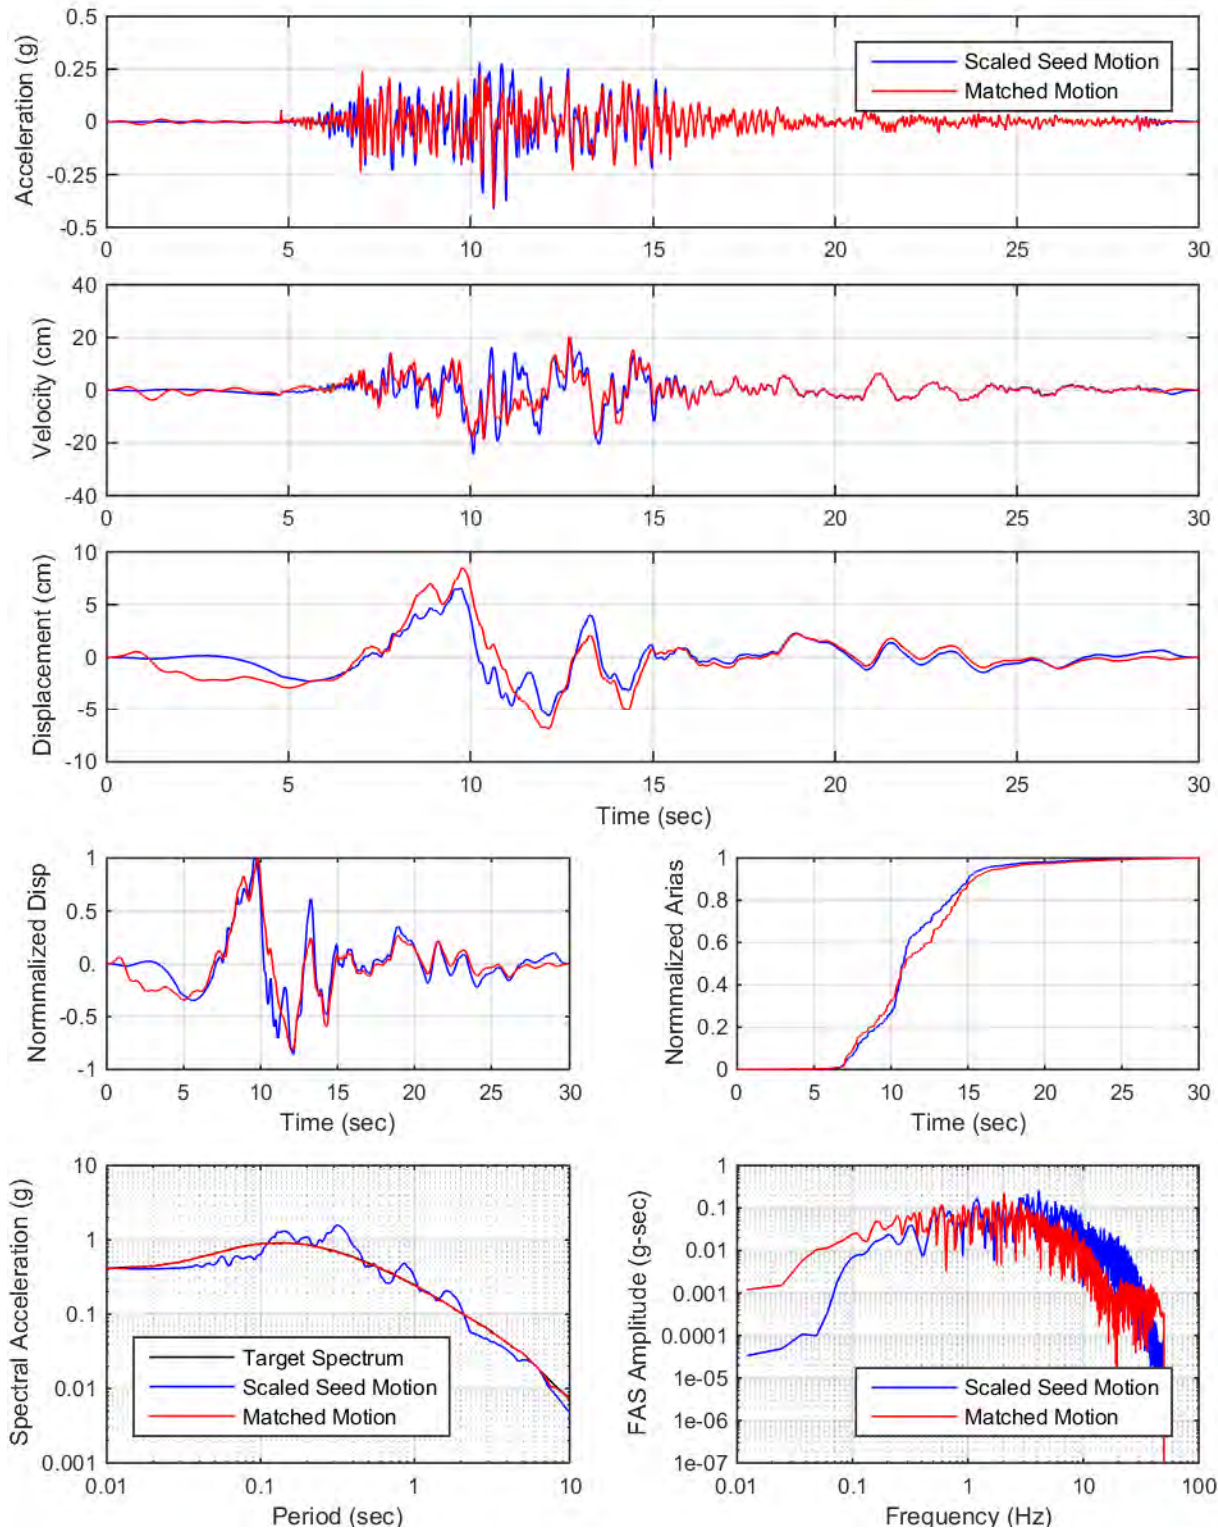 0.5
0.25
0
-0.25
-0.5
Acceleration (g)
Scaled Seed Motion
Matched Motion
0 5 10 15 20 25 30
40
20
0
-20
-40
Velocity (cm)
0 5 10 15 20 25 30
10
5
0
-5
-10
Displacement (cm)
0 5 10 15 20 25 30
Time (sec)
1
0.5
0
-0.5
-1
Norommalized Disp
0 5 10 15 20 25 30
Time (sec)
1
0.8
0.6
0.4
0.2
0
Normmalized Arias
0 5 10 15 20 25 30
Time (sec)
10
1
0.1
0.01
0.001
Spectral Acceleration (g)
Target Spectrum
Scaled Seed Motion
Matched Motion
0.01 0.1 1 10
Period (sec)
1
0.1
0.01
0.001
0.0001
1e-05
1e-06
1e-07
FAS Amplitude (g-sec)
Scaled Seed Motion
Matched Motion
0.01 0.1 1 10 100
Frequency (Hz)